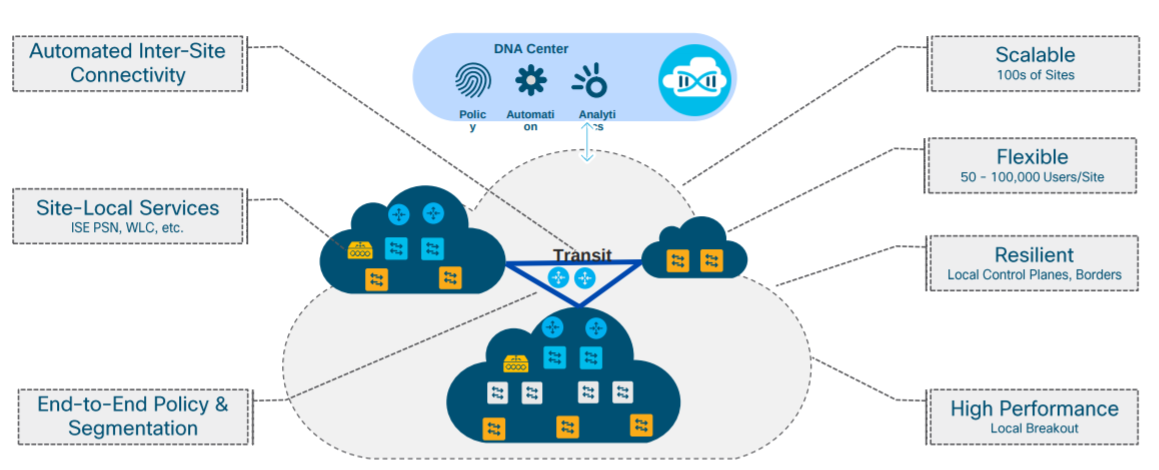 Automated Inter-Site
Connectivity
DNA Center
Polic
y
Automati
on
Analyti
cs
Scalable
100s of Sites
Flexible
50 - 100,000 Users/Site
Site-Local Services
ISE PSN, WLC, etc.
Transit
Resilient
Local Control Planes, Borders
End-to-End Policy &
Segmentation
High Performance
Local Breakout